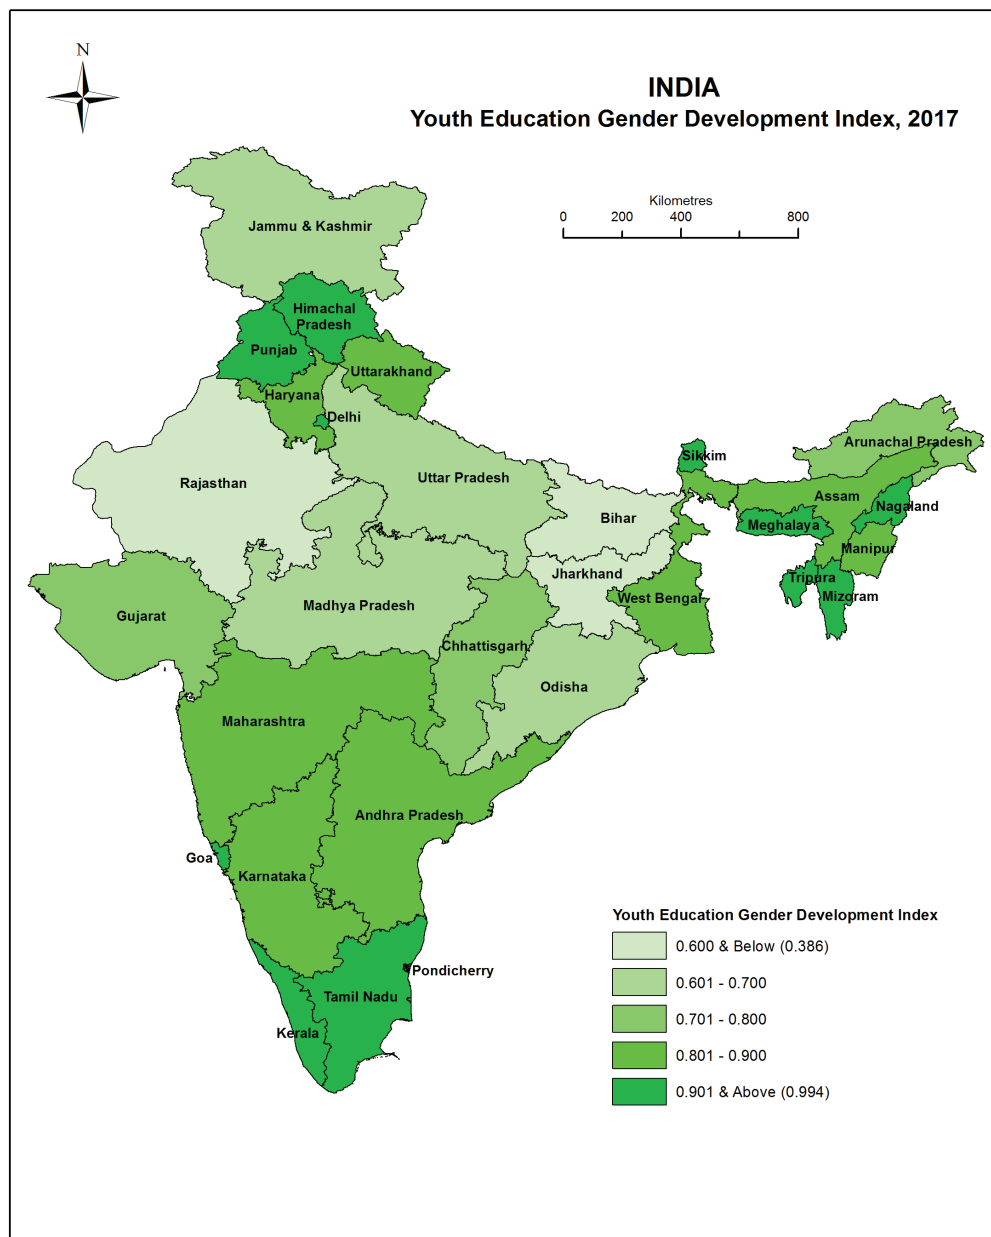 N
INDIA
Youth Education Gender Development Index, 2017
Kilometres
0 200 400 800
Jammu & Kashmir
Himachal
Pradesh
Punjab
Uttarakhand
Haryana
Delhi
Arunachal Pradesh
Sikkim
Uttar Pradesh
Rajasthan
Assam
Nagaland
Bihar
Meghalaya
Manipur
Jharkhand
Tripura
Mizoram
West Bengal
Madhya Pradesh
Gujarat
Chhattisgarh
Odisha
Maharashtra
Andhra Pradesh
Goa
Karnataka
Pondicherry
Tamil Nadu
Kerala
Youth Education Gender Development Index
0.600 & Below (0.386)
0.601 - 0.700
0.701 - 0.800
0.801 - 0.900
0.901 & Above (0.994)